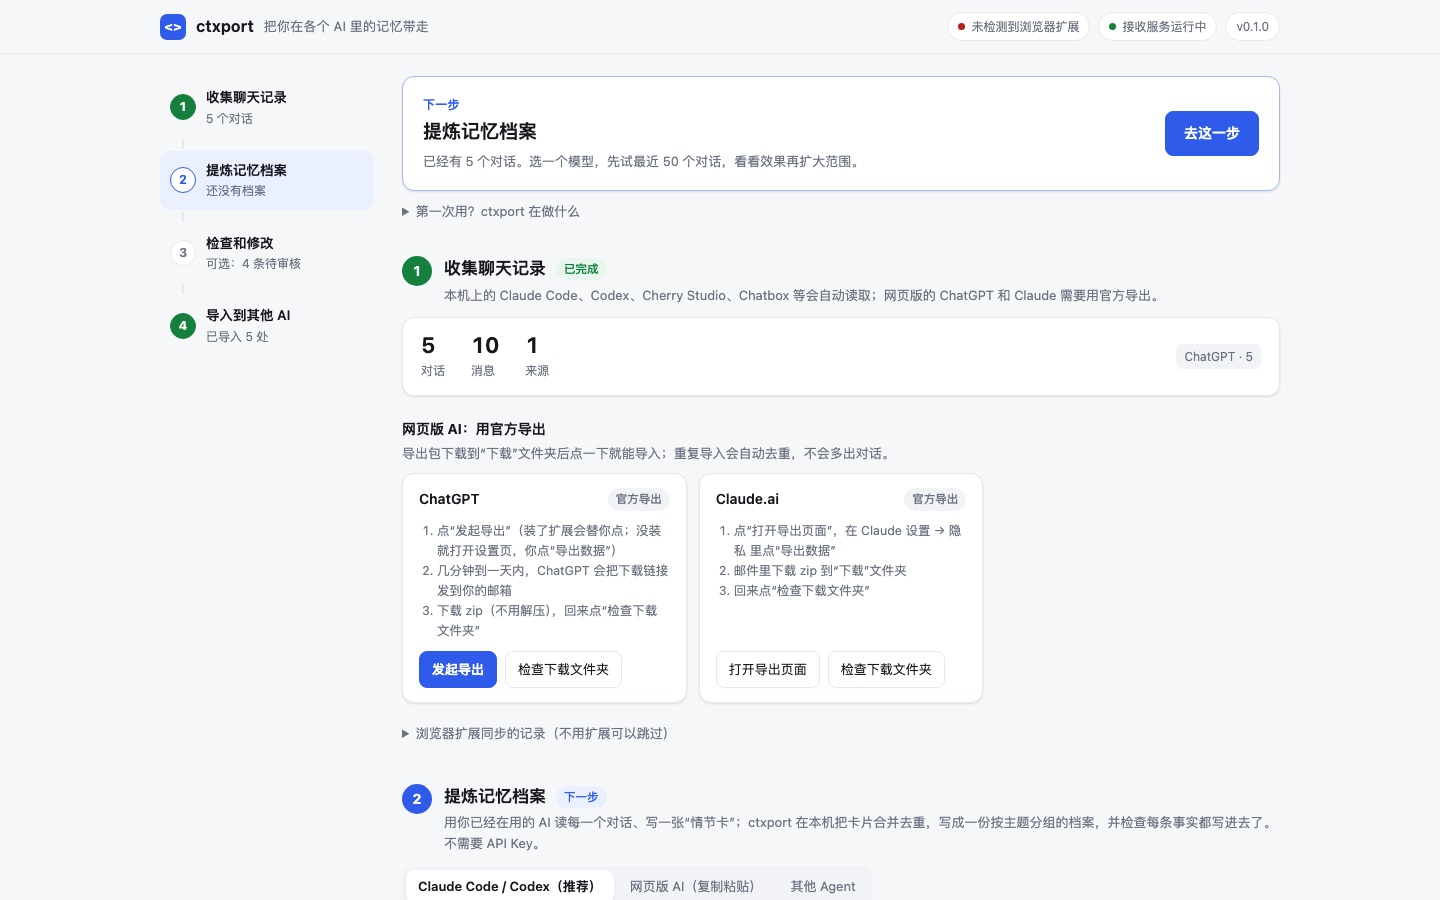 <> ctxport 把你在各个 AI 里的记忆带走
未检测到浏览器扩展
接收服务运行中
v0.1.0
1 收集聊天记录
5 个对话
2 提炼记忆档案
还没有档案
3 检查和修改
可选：4 条待审核
4 导入到其他 AI
已导入 5 处
下一步
提炼记忆档案
已经有 5 个对话。选一个模型，先试最近 50 个对话，看看效果再扩大范围。
去这一步
▶ 第一次用？ctxport 在做什么
1 收集聊天记录 已完成
本机上的 Claude Code、Codex、Cherry Studio、Chatbox 等会自动读取；网页版的 ChatGPT 和 Claude 需要用官方导出。
5 10 1
对话 消息 来源
ChatGPT · 5
网页版 AI：用官方导出
导出包下载到“下载”文件夹后点一下就能导入；重复导入会自动去重，不会多出对话。
ChatGPT 官方导出
1. 点“发起导出”（装了扩展会替你点；没装
就打开设置页，你点“导出数据”）
2. 几分钟到一天内，ChatGPT 会把下载链接
发到你的邮箱
3. 下载 zip（不用解压），回来点“检查下载
文件夹”
发起导出 检查下载文件夹
Claude.ai 官方导出
1. 点“打开导出页面”，在 Claude 设置 → 隐
私 里点“导出数据”
2. 邮件里下载 zip 到“下载”文件夹
3. 回来点“检查下载文件夹”
打开导出页面 检查下载文件夹
▶ 浏览器扩展同步的记录（不用扩展可以跳过）
2 提炼记忆档案 下一步
用你已经在用的 AI 读每一个对话、写一张“情节卡”；ctxport 在本机把卡片合并去重，写成一份按主题分组的档案，并检查每条事实都写进去了。
不需要 API Key。
Claude Code / Codex（推荐） 网页版 AI（复制粘贴） 其他 Agent